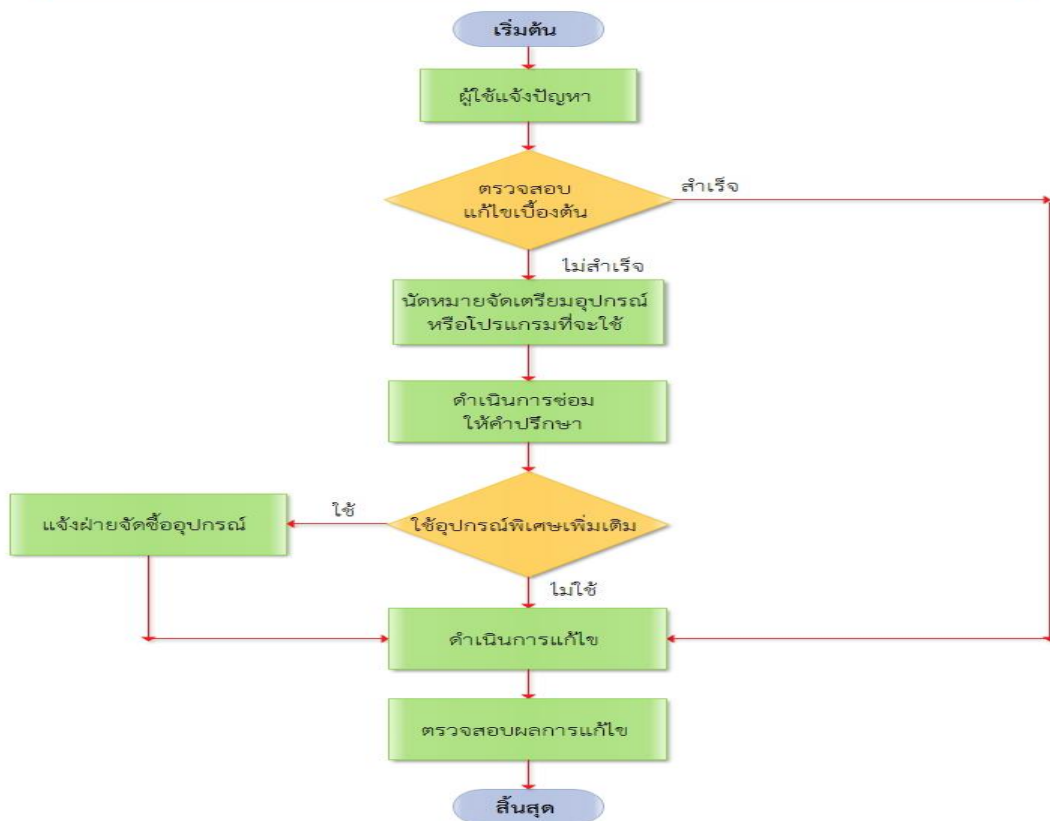 เริ่มต้น
ผู้ใช้แจ้งปัญหา
ตรวจสอบ
แก้ไขเบื้องต้น
สำเร็จ
ไม่สำเร็จ
นัดหมายจัดเตรียมอุปกรณ์
หรือโปรแกรมที่จะใช้
ดำเนินการซ่อม
ให้คำปรึกษา
ใช้อุปกรณ์พิเศษเพิ่มเติม
ใช้
แจ้งฝ่ายจัดซื้ออุปกรณ์
ไม่ใช้
ดำเนินการแก้ไข
ตรวจสอบผลการแก้ไข
สิ้นสุด